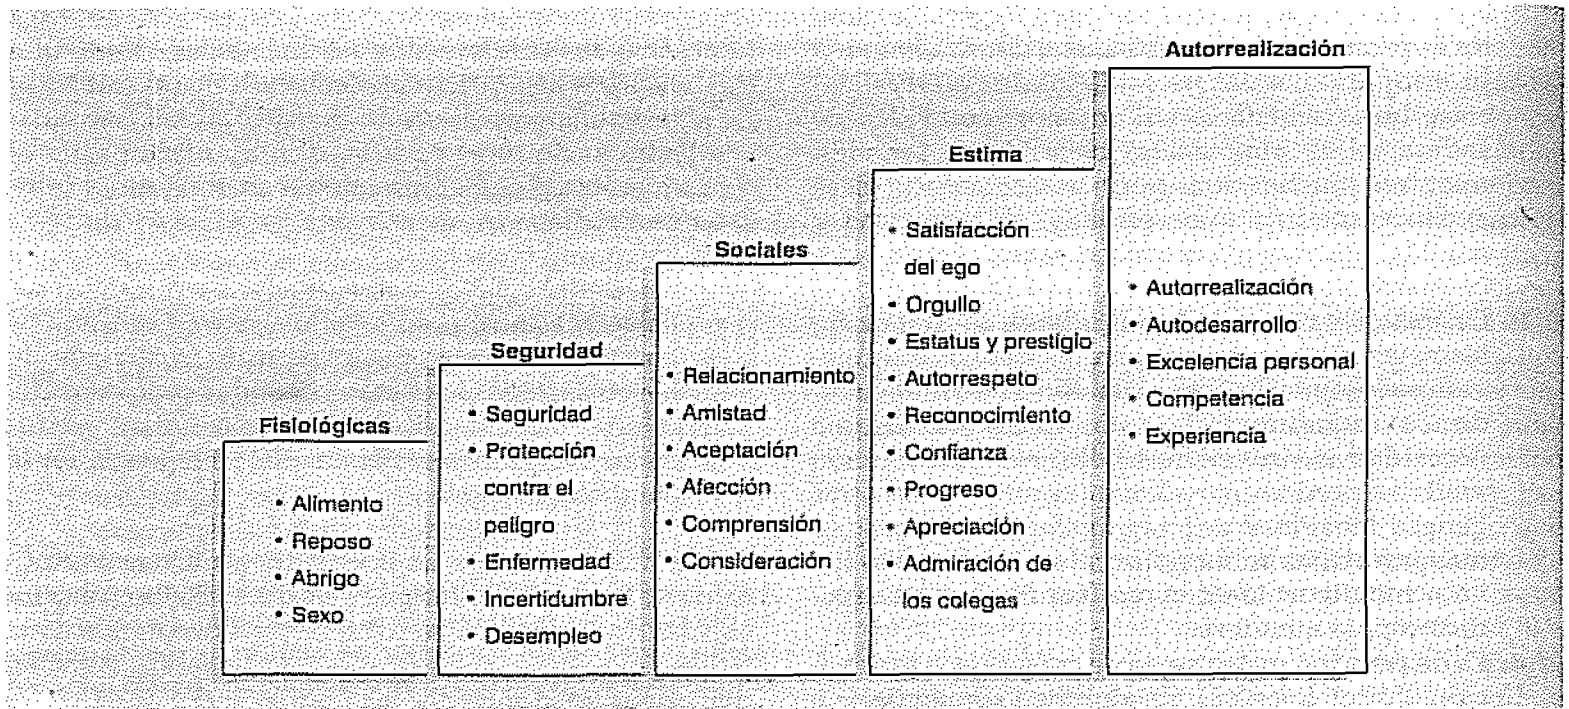 Fisiológicas
• Alimento
• Reposo
• Abrigo
• Sexo
Seguridad
• Seguridad
• Protección
contra el
peligro
• Enfermedad
• Incertidumbre
• Desempleo
Sociales
• Relacionamiento
• Amistad
• Aceptación
• Afección
• Comprensión
• Consideración
Estima
• Satisfacción
del ego
• Orgullo
• Estatus y prestigio
• Autorrespeto
• Reconocimiento
• Confianza
• Progreso
• Apreciación
• Admiración de
los colegas
Autorrealización
• Autorrealización
• Autodesarrollo
• Excelencia personal
• Competencia
• Experiencia